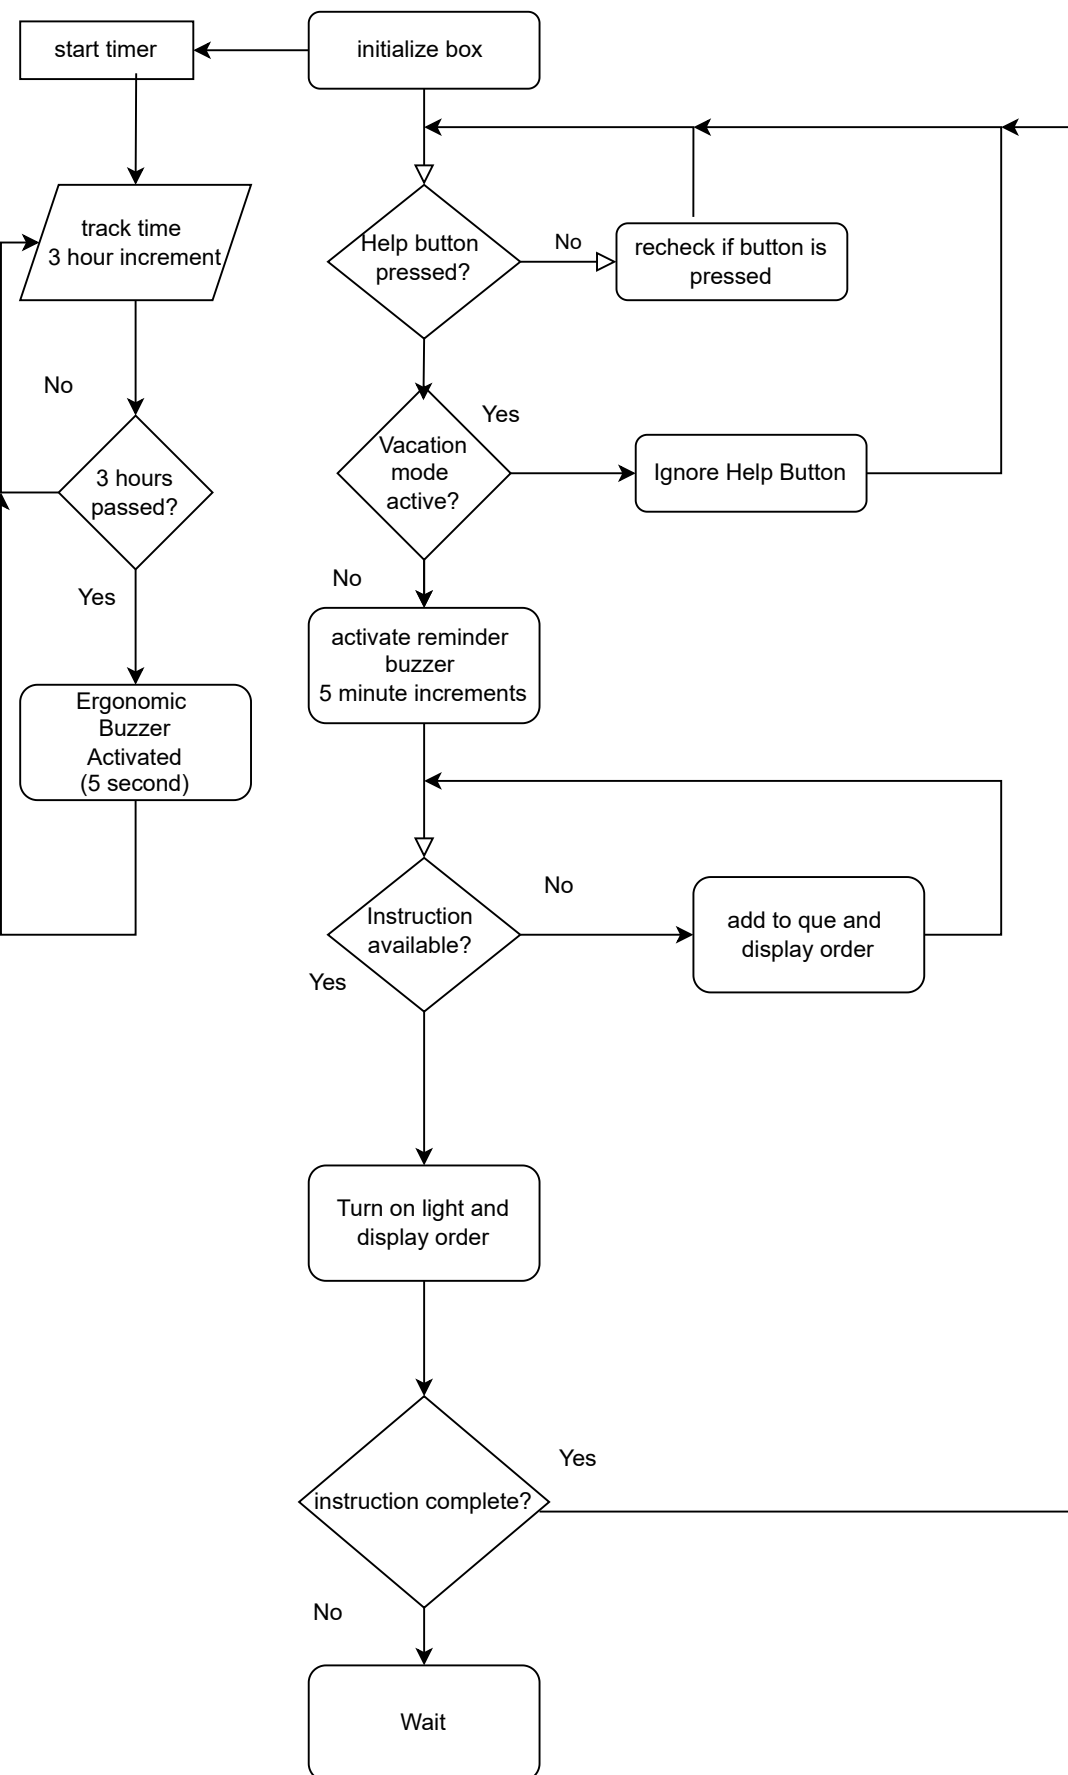 start timer
initialize box
track time
3 hour increment
Help button
pressed?
No
recheck if button is
pressed
No
Yes
Vacation
mode
active?
Ignore Help Button
3 hours
passed?
No
Yes
activate reminder
buzzer
5 minute increments
Ergonomic
Buzzer
Activated
(5 second)
No
Instruction
available?
add to que and
display order
Yes
Turn on light and
display order
Yes
instruction complete?
No
Wait